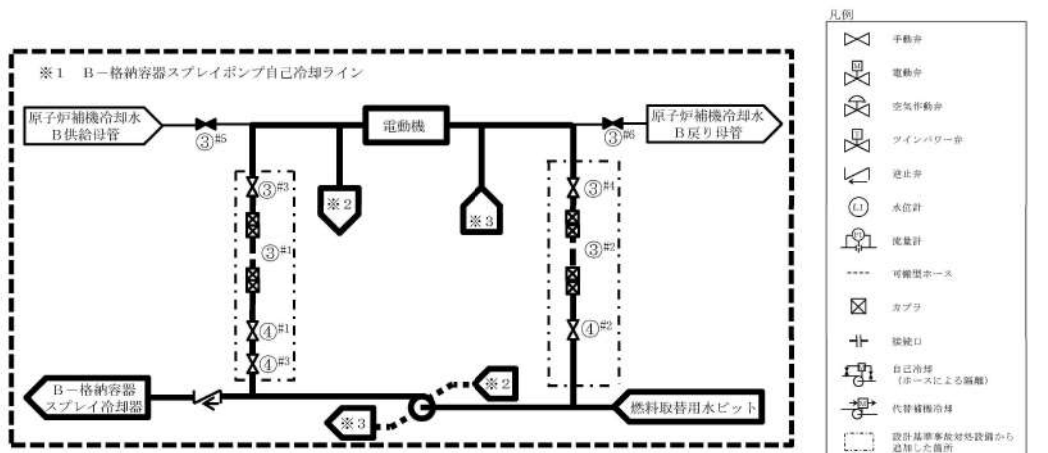 凡例
※1 B－格納容器スプレイポンプ自己冷却ライン
原子炉補機冷却水
B供給母管
③#5
電動機
③#6
原子炉補機冷却水
B戻り母管
③#3
※2
※3
③#4
③#1
③#2
④#1
④#2
④#3
B－格納容器
スプレイ冷却器
※2
※3
燃料取替用水ピット
手動弁
M
電動弁
空気作動弁
ツインパワー弁
逆止弁
LI
水位計
FI
流量計
可搬型ホース
カプラ
接続口
自己冷却
（ホースによる隔離）
代替補機冷却
設計基準事故対処設備から
追加した箇所